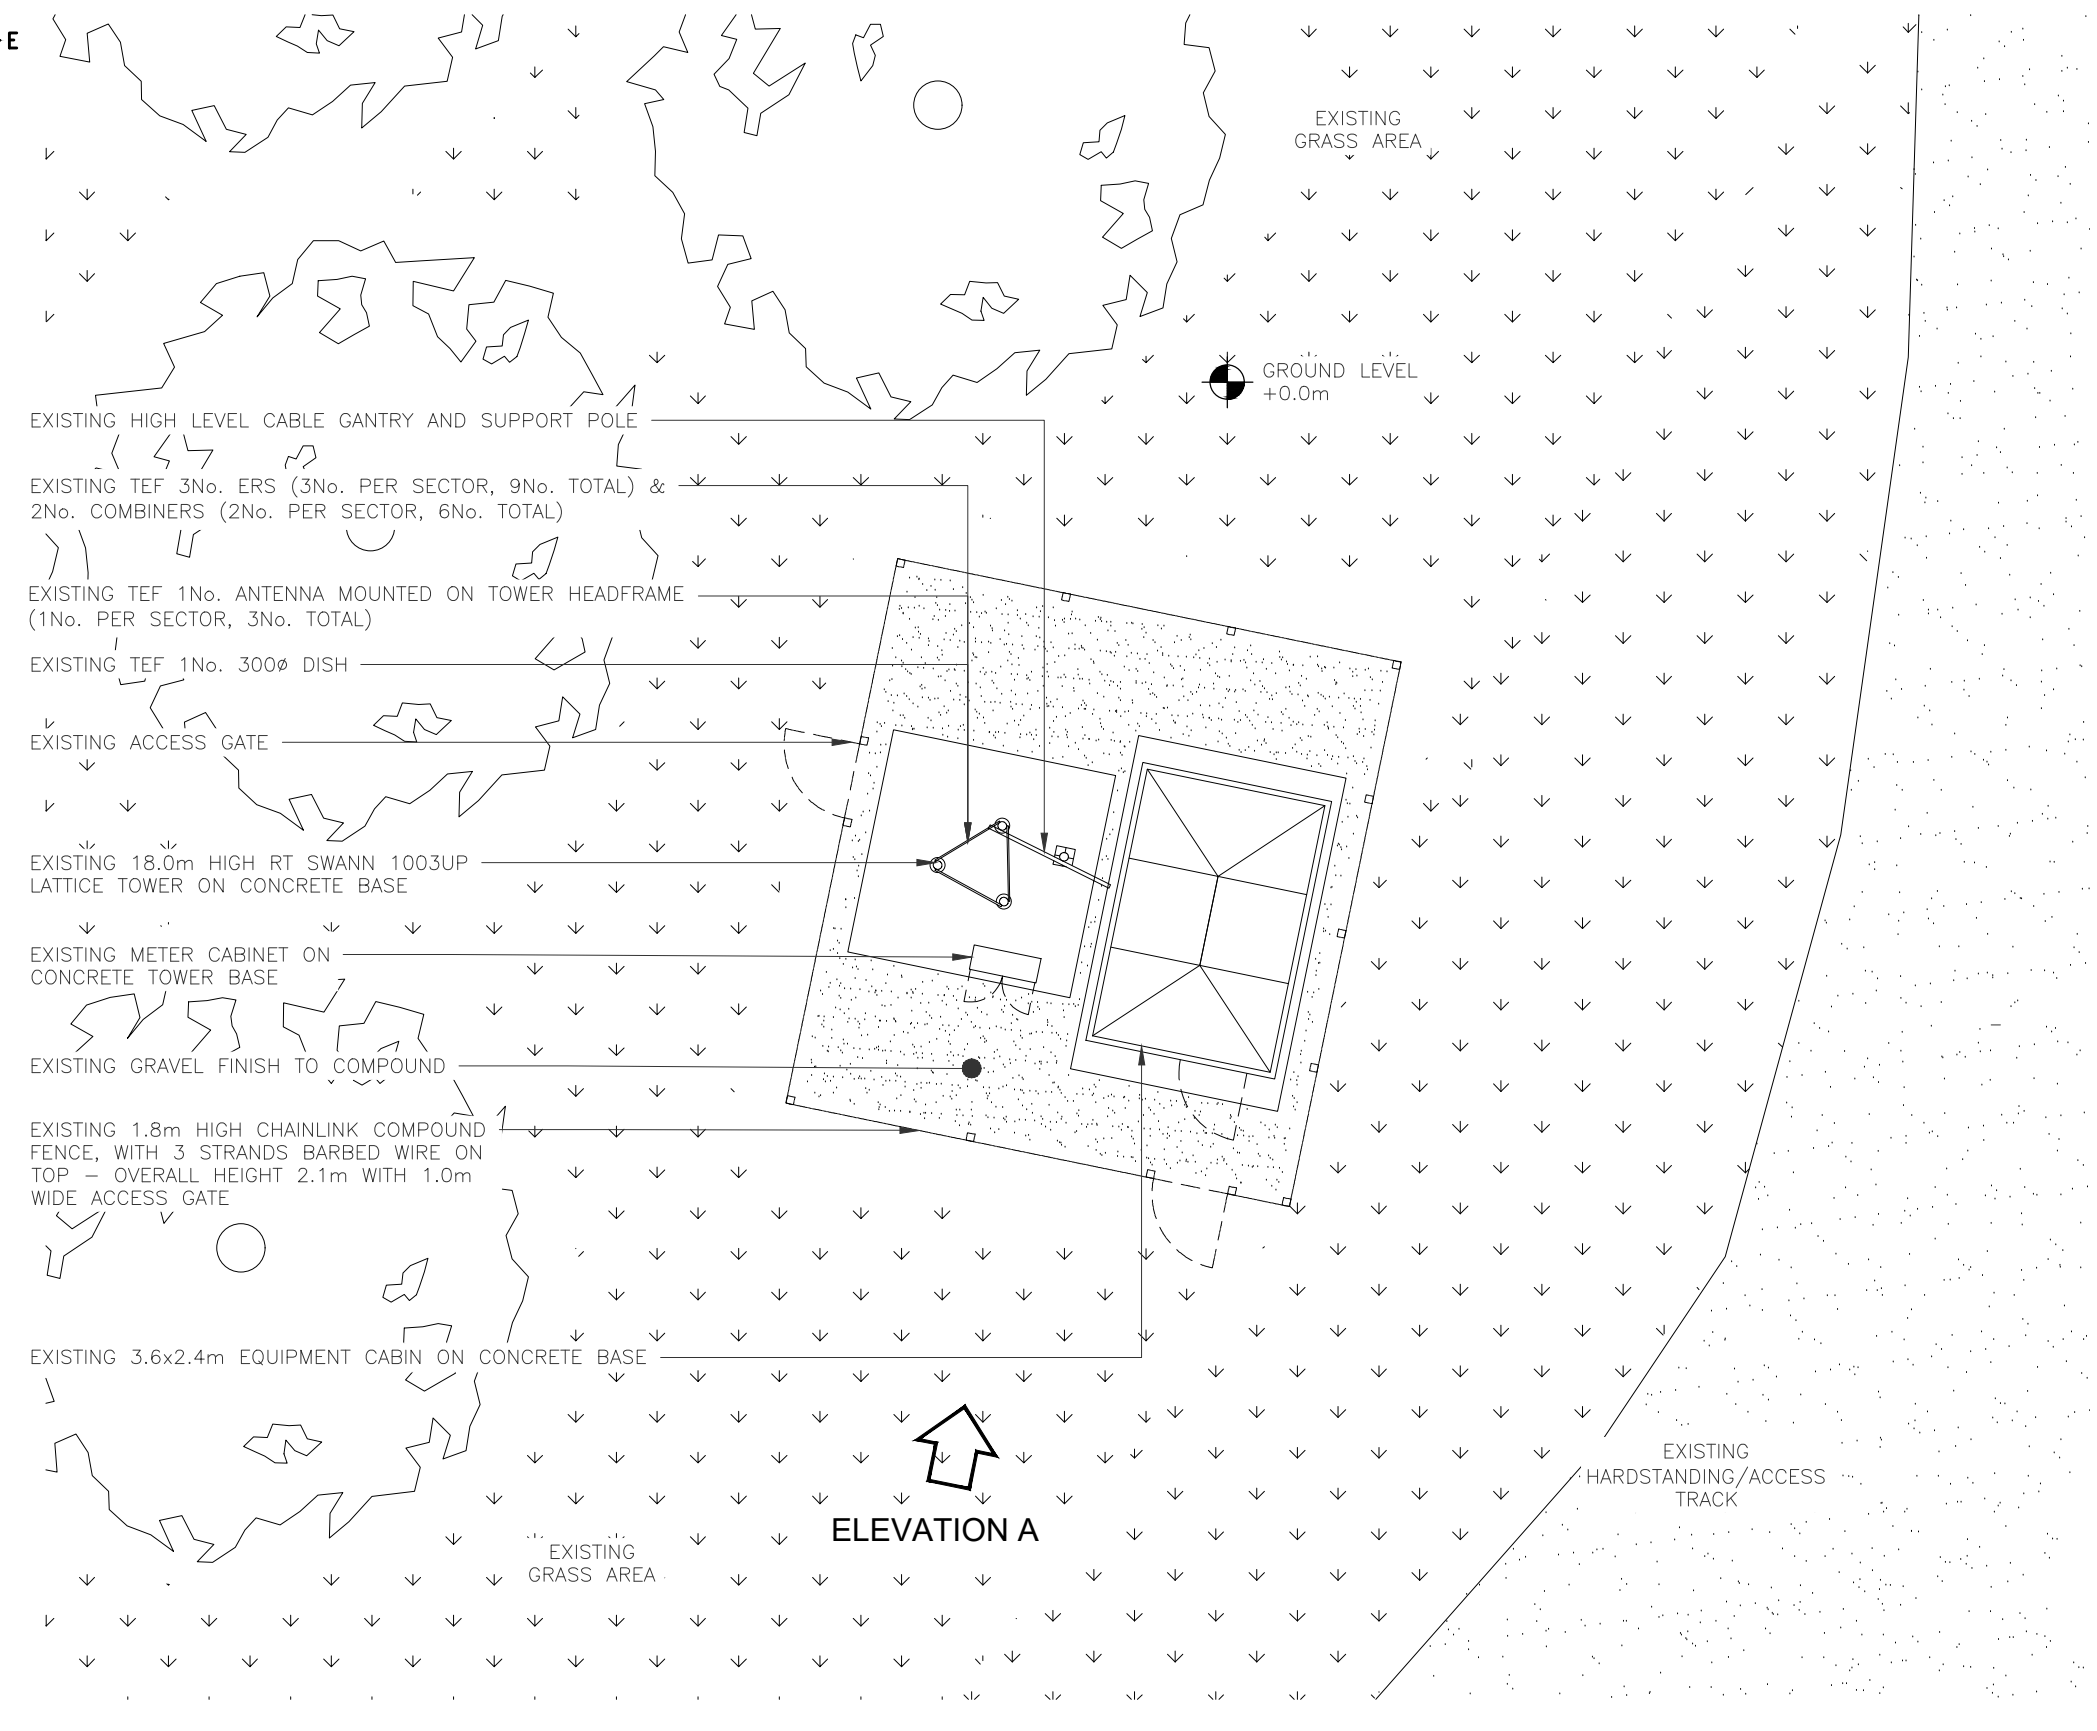 E
EXISTING
GRASS AREA
GROUND LEVEL
+0.0m
EXISTING HIGH LEVEL CABLE GANTRY AND SUPPORT POLE
EXISTING TEF 3No. ERS (3No. PER SECTOR, 9No. TOTAL) &
2No. COMBINERS (2No. PER SECTOR, 6No. TOTAL)
EXISTING TEF 1No. ANTENNA MOUNTED ON TOWER HEADFRAME
(1No. PER SECTOR, 3No. TOTAL)
EXISTING TEF 1No. 300ø DISH
EXISTING ACCESS GATE
EXISTING 18.0m HIGH RT SWANN 1003UP
LATTICE TOWER ON CONCRETE BASE
EXISTING METER CABINET ON
CONCRETE TOWER BASE
EXISTING GRAVEL FINISH TO COMPOUND
EXISTING 1.8m HIGH CHAINLINK COMPOUND
FENCE, WITH 3 STRANDS BARBED WIRE ON
TOP – OVERALL HEIGHT 2.1m WITH 1.0m
WIDE ACCESS GATE
EXISTING 3.6x2.4m EQUIPMENT CABIN ON CONCRETE BASE
ELEVATION A
EXISTING
GRASS AREA
EXISTING
HARDSTANDING/ACCESS
TRACK